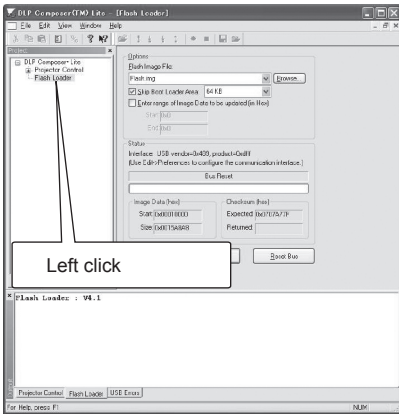 DLP Composer(TM) Lite - [Flash Loader]
File Edit View Window Help
Project
DLP Composer Lite
Projector Control
Flash Loader
Options
Flash Image File:
Flash.img
Browse...
Skip Boot Loader Area: 64 KB
Enter range of Image Data to be updated (in Hex)
Start: 0x0
End: 0x0
Status
Interface: USB vendor=0x409, product=0xffff
(Use Edit>Preferences to configure the communication interface.)
Bus Reset
Image Data (hex)
Checksum (hex)
Start:
Expected:
Size:
Returned:
Left click
Reset Bus
Flash Loader : V4.1
Projector Control Flash Loader USB Errors
For Help, press F1
NUM